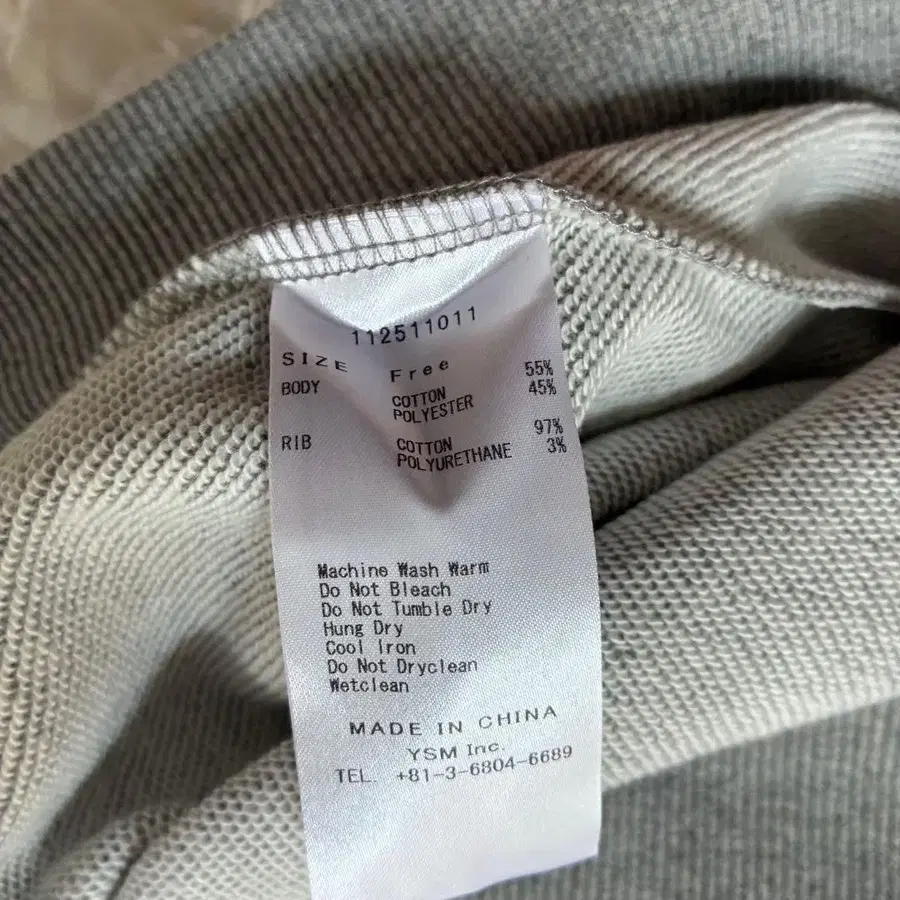 112511011
SIZE Free
BODY COTTON 55%
POLYESTER 45%
RIB COTTON 97%
POLYURETHANE 3%
Machine Wash Warm
Do Not Bleach
Do Not Tumble Dry
Hung Dry
Cool Iron
Do Not Dryclean
Wetclean
MADE IN CHINA
YSM Inc.
TEL. +81-3-6804-6689